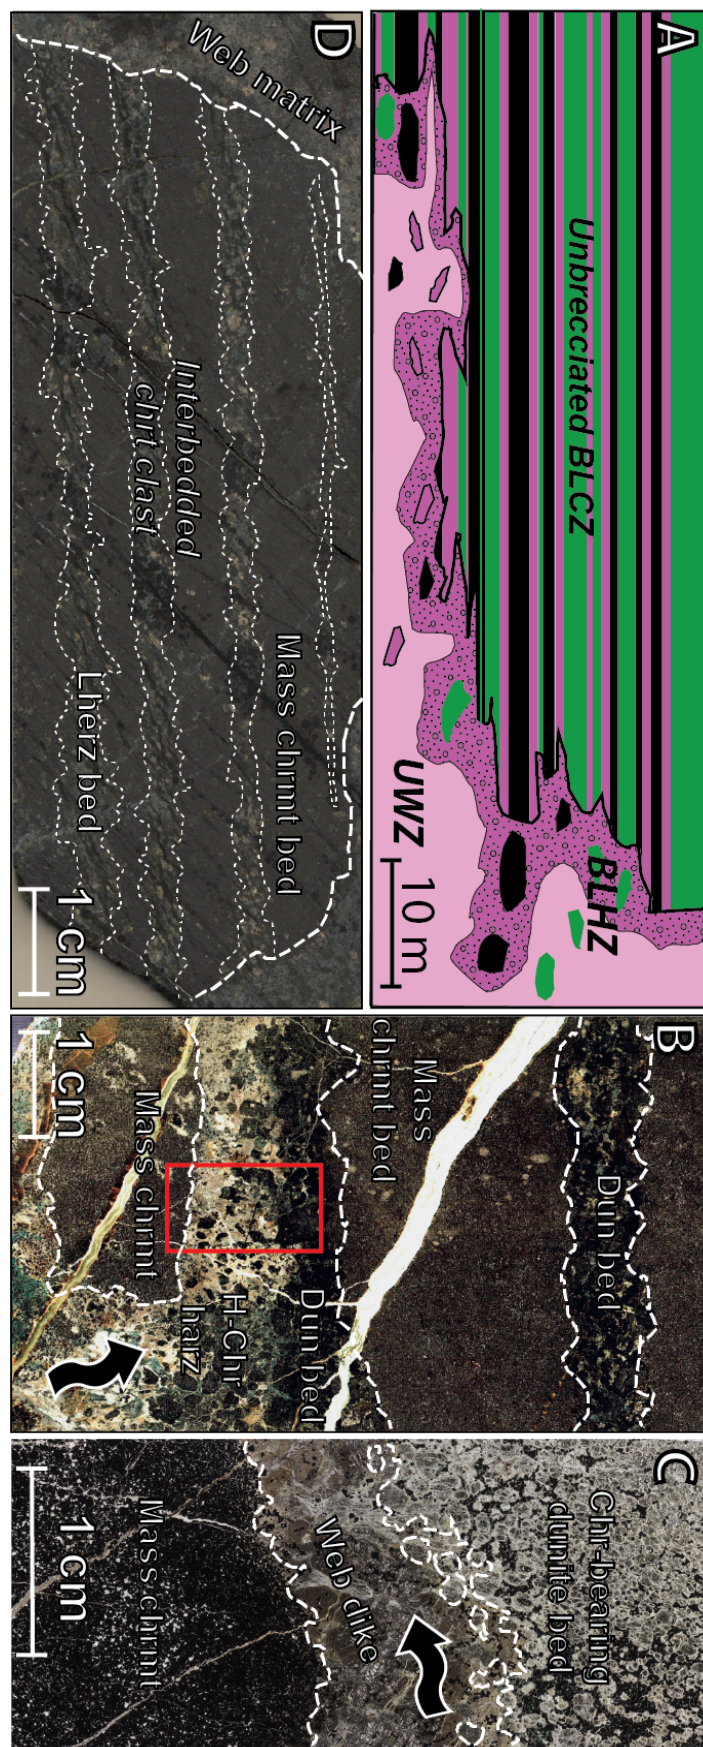 A
Unbrecciated BLCZ
BLHZ
UWZ
10 m
D
Web matrix
Interbedded
chrt clast
Mass chrmt bed
Lherz bed
1 cm
B
Dun bed
Mass
chrmt bed
Dun bed
H-Chr
harz
Mass chrmt
1 cm
C
Chr-bearing
dunite bed
Web dike
Mass chrmt
1 cm